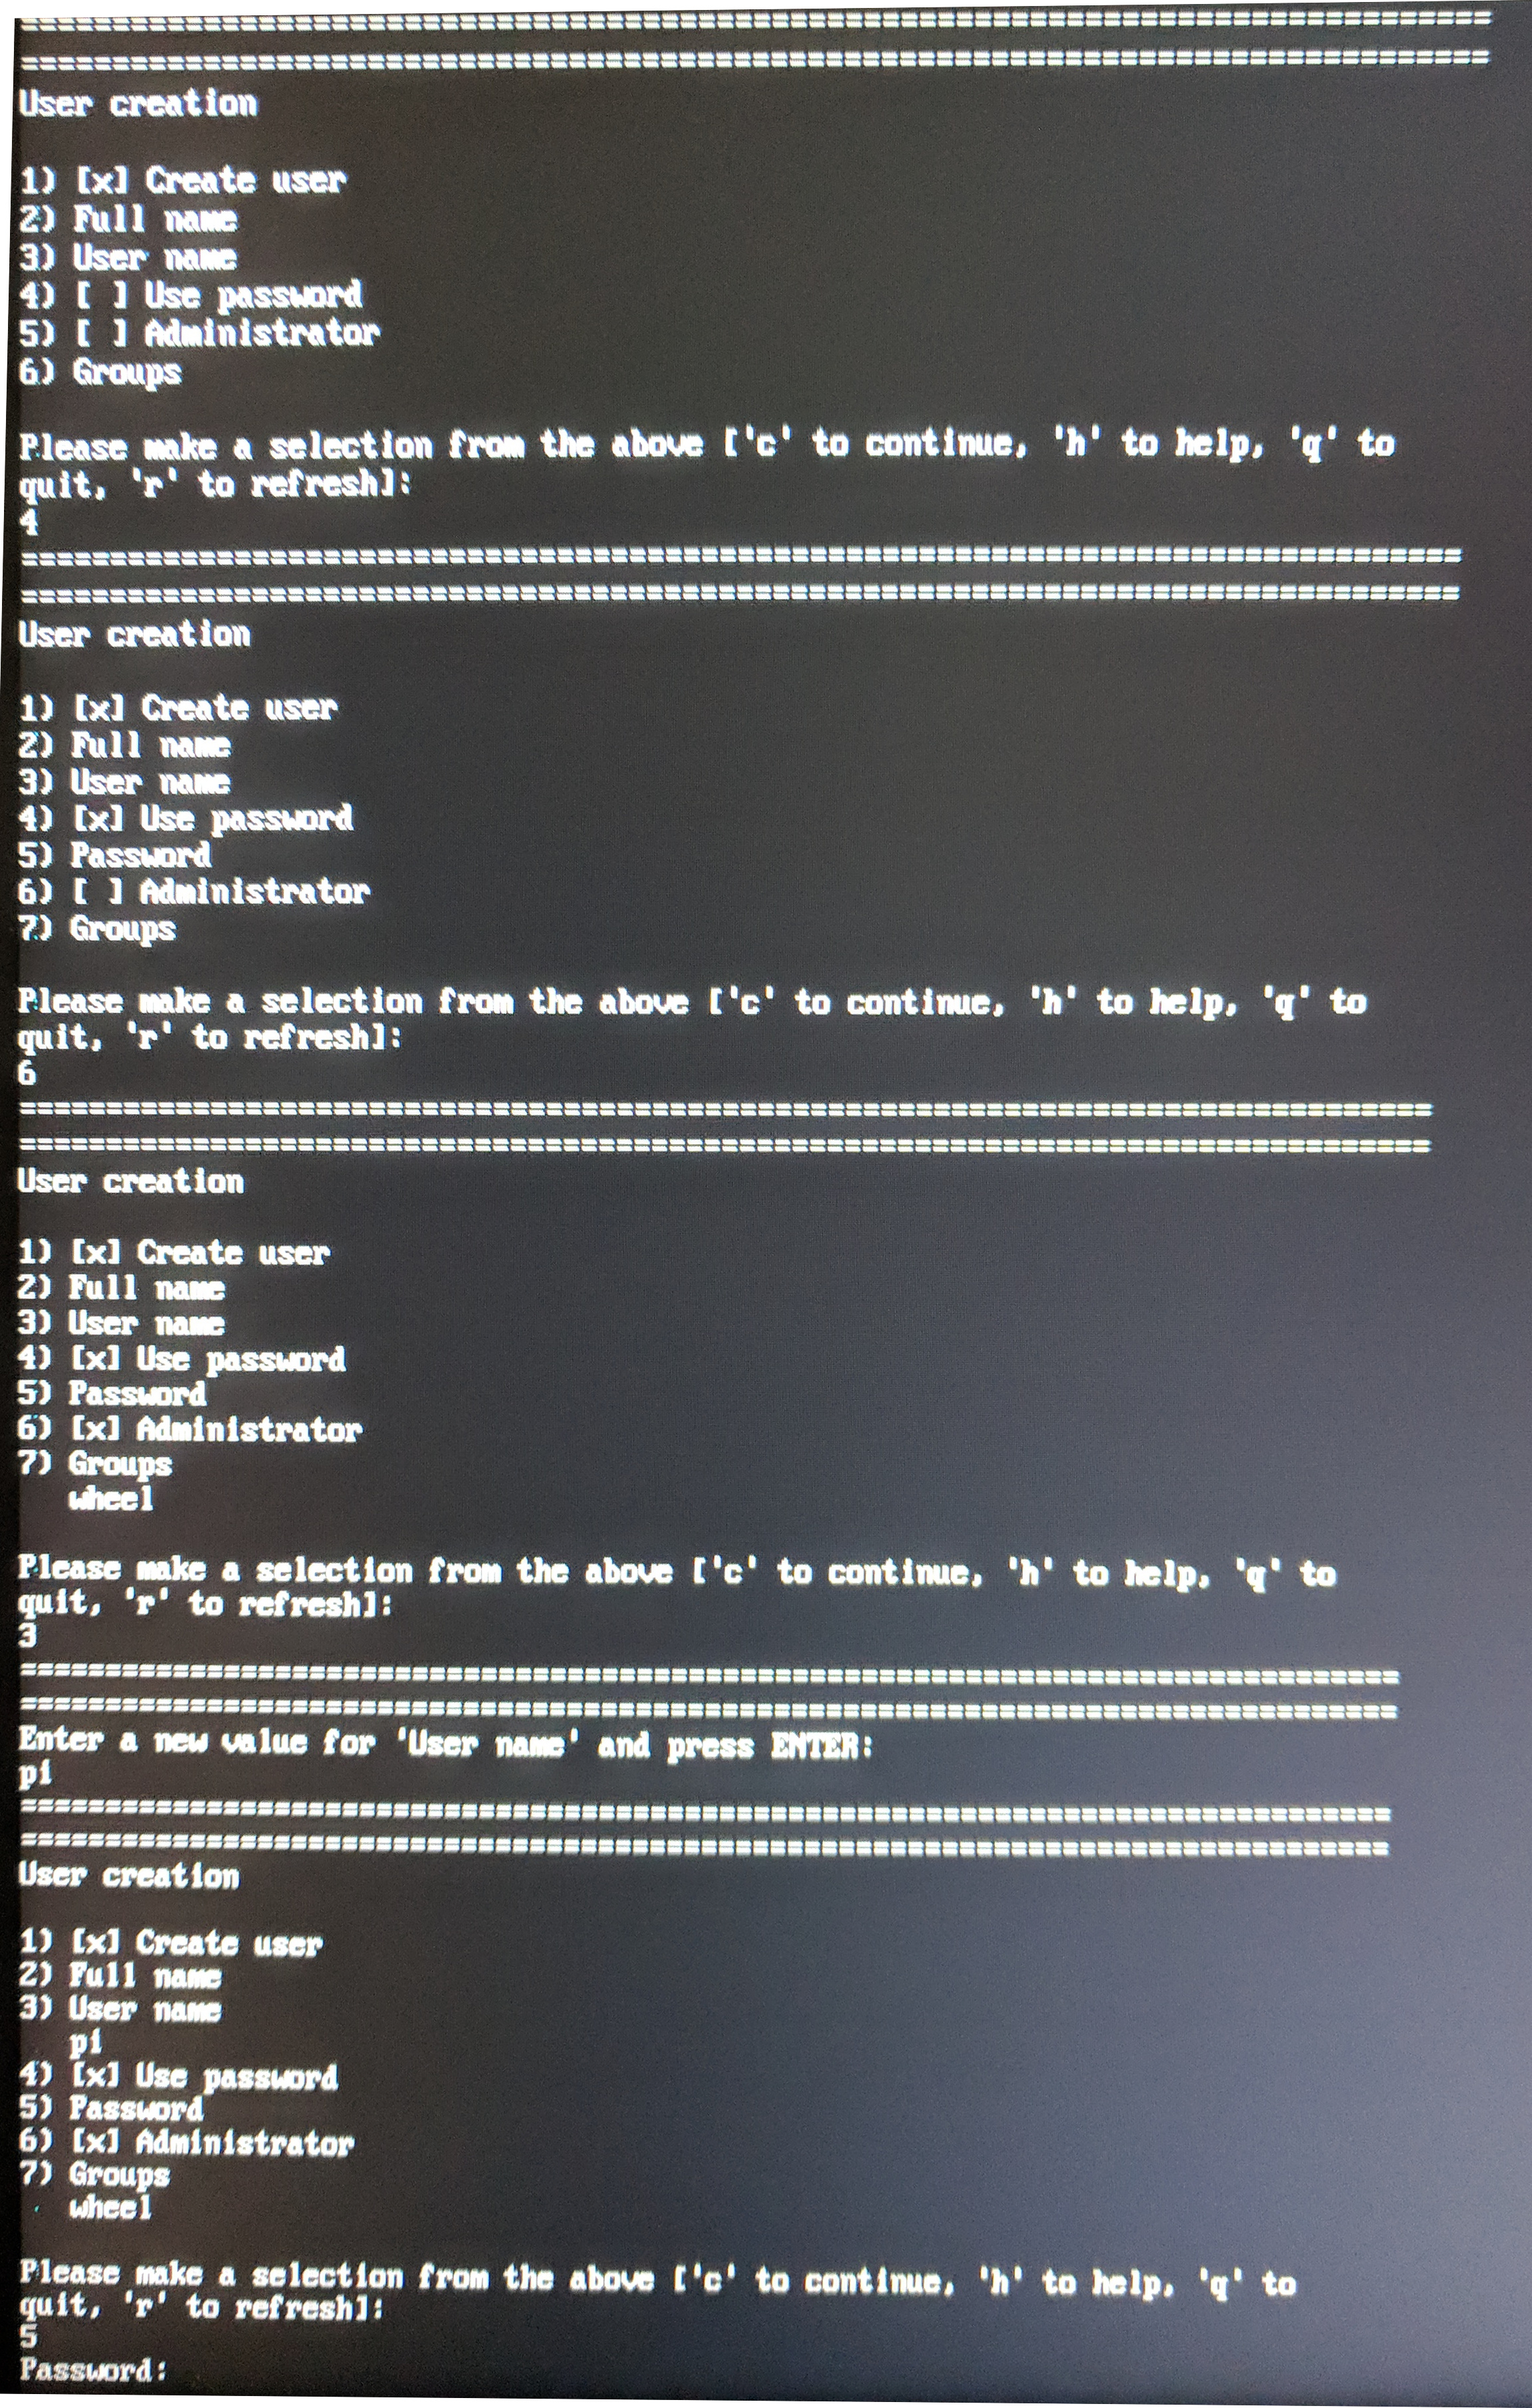 ================================================================================
================================================================================
User creation

1) [x] Create user
2) Full name
3) User name
4) [ ] Use password
5) [ ] Administrator
6) Groups

Please make a selection from the above ['c' to continue, 'h' to help, 'q' to
quit, 'r' to refresh]:
4
================================================================================
================================================================================
User creation

1) [x] Create user
2) Full name
3) User name
4) [x] Use password
5) Password
6) [ ] Administrator
7) Groups

Please make a selection from the above ['c' to continue, 'h' to help, 'q' to
quit, 'r' to refresh]:
6
================================================================================
================================================================================
User creation

1) [x] Create user
2) Full name
3) User name
4) [x] Use password
5) Password
6) [x] Administrator
7) Groups
   wheel

Please make a selection from the above ['c' to continue, 'h' to help, 'q' to
quit, 'r' to refresh]:
3
================================================================================
================================================================================
Enter a new value for 'User name' and press ENTER:
pi
================================================================================
================================================================================
User creation

1) [x] Create user
2) Full name
3) User name
   pi
4) [x] Use password
5) Password
6) [x] Administrator
7) Groups
   wheel

Please make a selection from the above ['c' to continue, 'h' to help, 'q' to
quit, 'r' to refresh]:
5
Password: